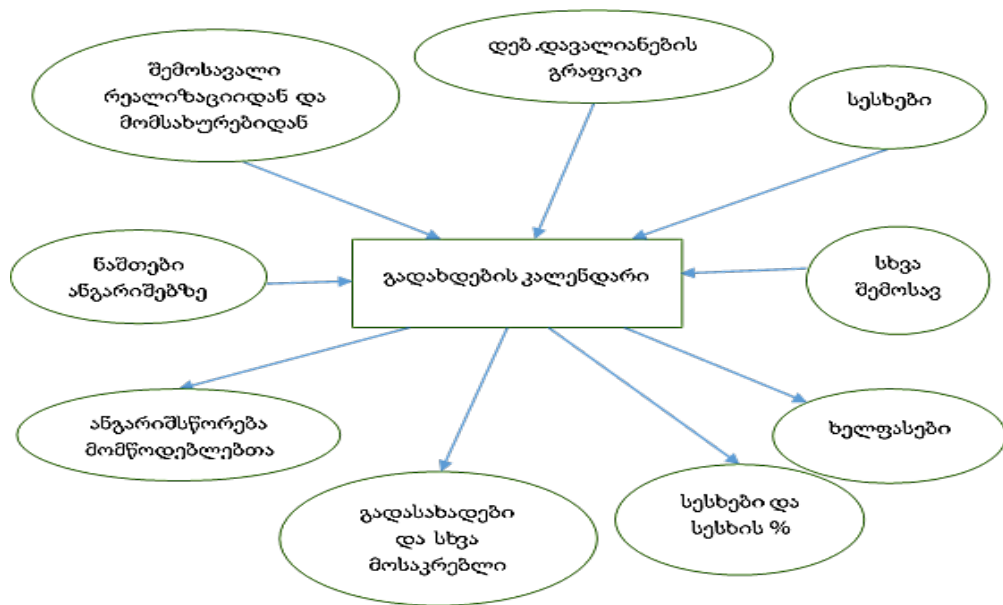 შემოსავალი
რეალიზაციიდან და
მომსახურებიდან
დებ.დავალიანების
გრაფიკი
სესხები
ნაშთები
ანგარიშებზე
გადახდების კალენდარი
სხვა
შემოსავ
ანგარიშსწორება
მომწოდებლებთა
ხელფასები
გადასახადები
და სხვა
მოსაკრებლი
სესხები და
სესხის %